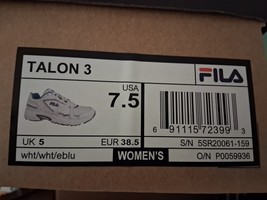 TALON 3
FILA
USA
7.5
6 91115 72399 3
UK 5
EUR 38.5
S/N 5SR20061-159
wht/wht/eblu
WOMEN'S
O/N P0059936